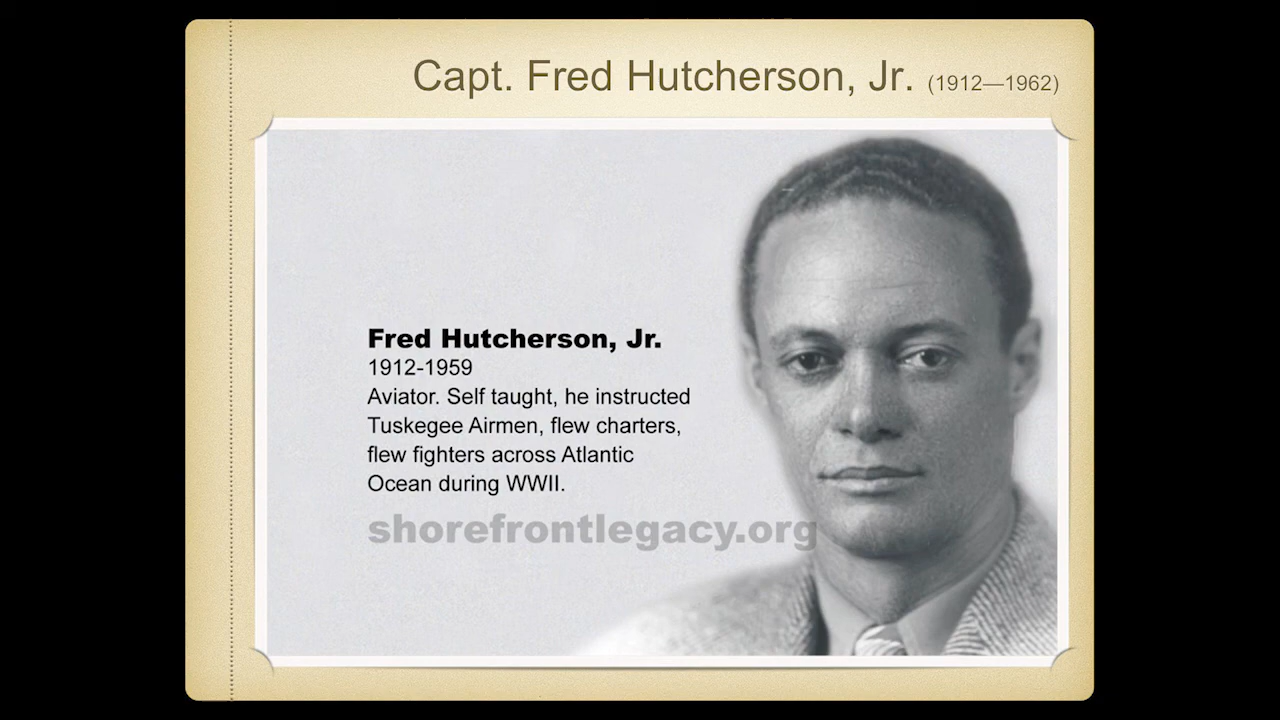 Capt. Fred Hutcherson, Jr. (1912—1962)
Fred Hutcherson, Jr.
1912-1959
Aviator. Self taught, he instructed
Tuskegee Airmen, flew charters,
flew fighters across Atlantic
Ocean during WWII.
shorefrontlegacy.org